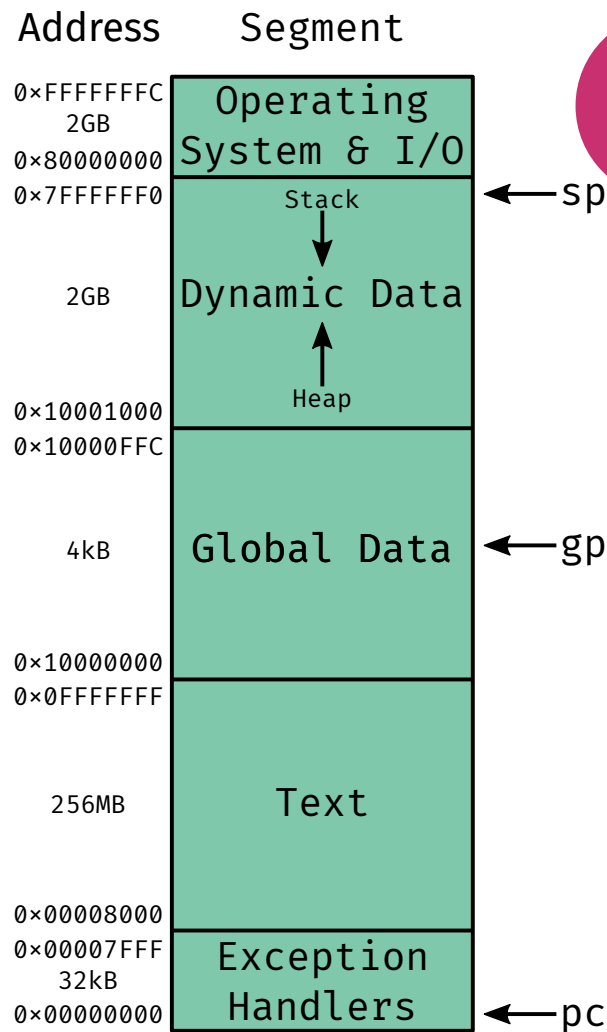 Address Segment
0×FFFFFFFC
2GB
0×80000000
Operating
System & I/O
0×7FFFFFF0
Stack
sp
2GB
Dynamic Data
Heap
0×10001000
0×10000FFC
4kB
Global Data
gp
0×10000000
0×0FFFFFFF
256MB
Text
0×00008000
0×00007FFF
32kB
0×00000000
Exception
Handlers
pc